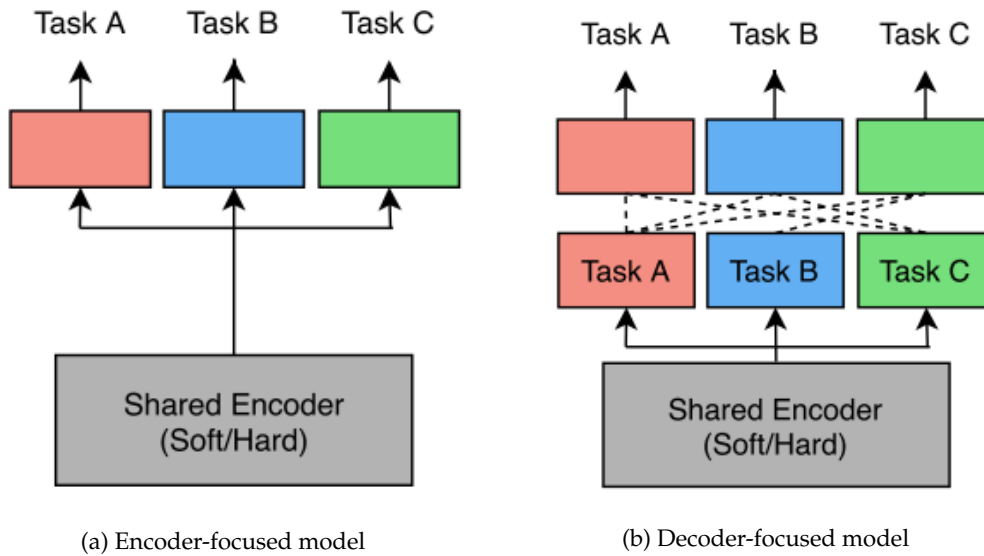 Task A Task B Task C
Shared Encoder
(Soft/Hard)
(a) Encoder-focused model
Task A Task B Task C
Task A Task B Task C
Shared Encoder
(Soft/Hard)
(b) Decoder-focused model